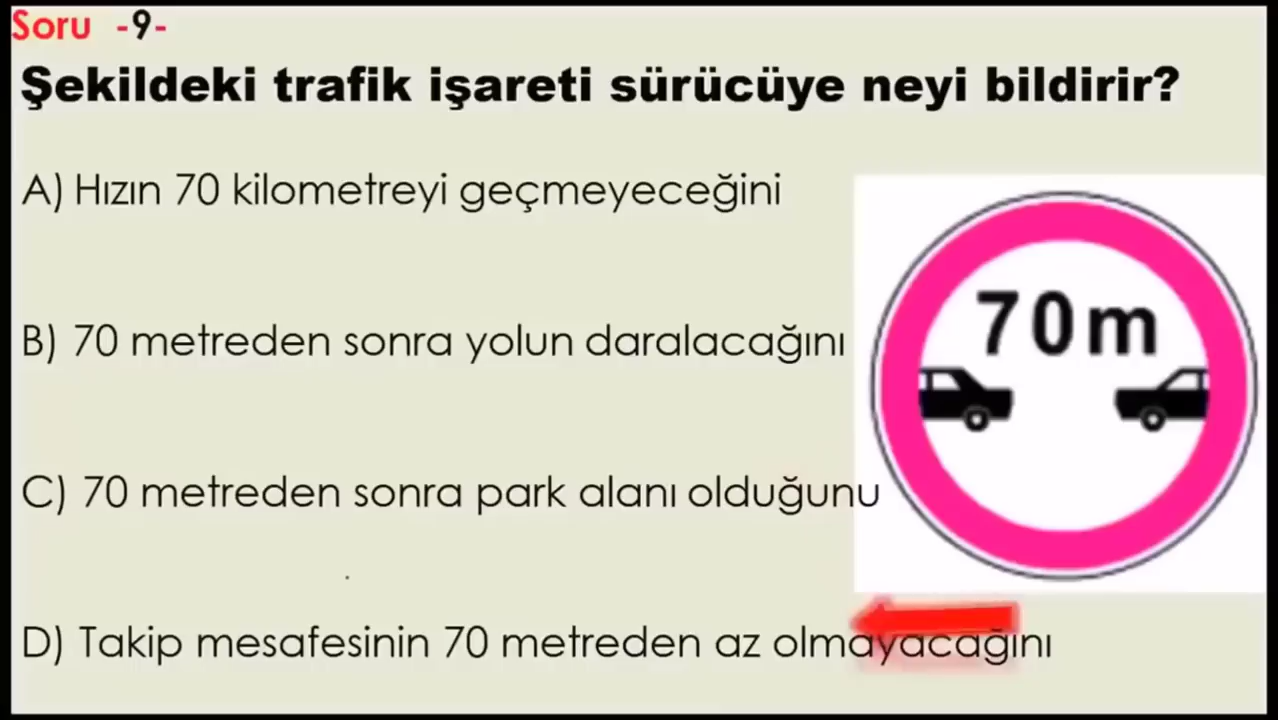 Soru -9-
Şekildeki trafik işareti sürücüye neyi bildirir?
A) Hızın 70 kilometreyi geçmeyeceğini
B) 70 metreden sonra yolun daralacağını
70m
C) 70 metreden sonra park alanı olduğunu
D) Takip mesafesinin 70 metreden az olmayacağını